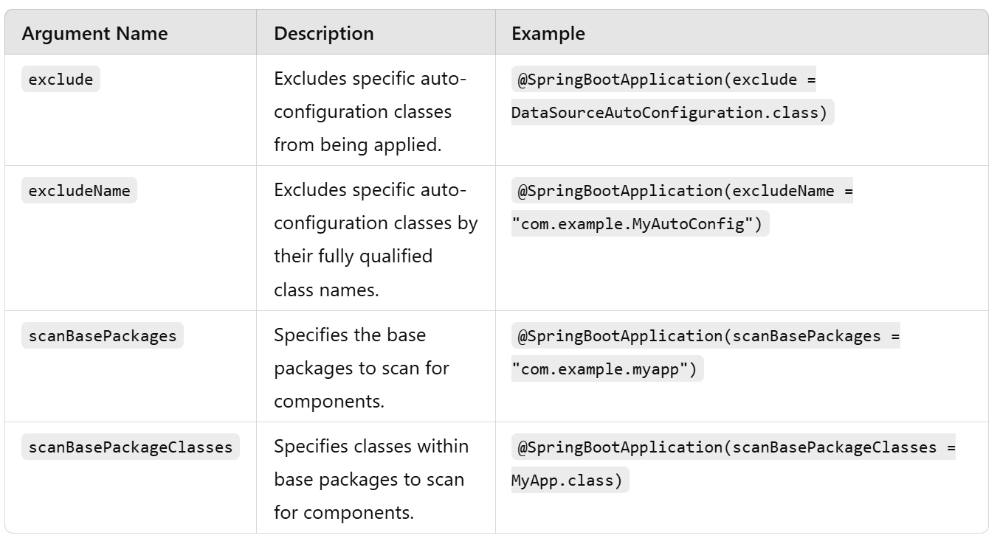 Argument Name Description Example
exclude
Excludes specific auto-
configuration classes
from being applied.
@SpringBootApplication(exclude =
DataSourceAutoConfiguration.class)
excludeName
Excludes specific auto-
configuration classes by
their fully qualified
class names.
@SpringBootApplication(excludeName =
"com.example.MyAutoConfig")
scanBasePackages
Specifies the base
packages to scan for
components.
@SpringBootApplication(scanBasePackages =
"com.example.myapp")
scanBasePackageClasses
Specifies classes within
base packages to scan
for components.
@SpringBootApplication(scanBasePackageClasses =
MyApp.class)